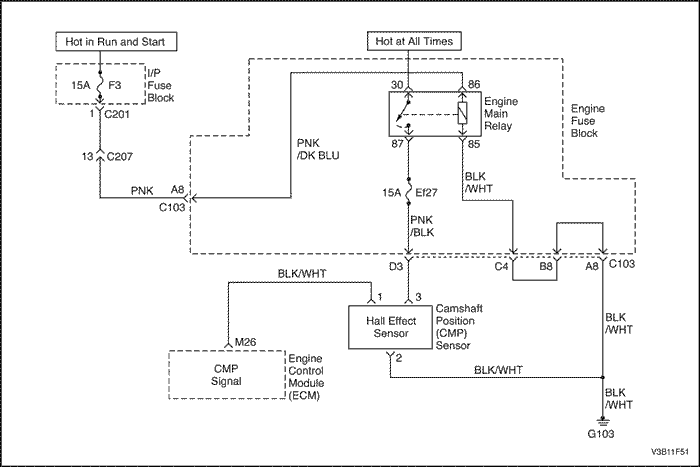 Hot in Run and Start
Hot at All Times
15A F3
I/P
Fuse
Block
1 C201
13 C207
PNK
A8
C103
PNK
/DK BLU
30
86
Engine
Main
Relay
Engine
Fuse
Block
87
85
15A Ef27
BLK
/WHT
PNK
/BLK
D3
C4
B8
A8
C103
BLK/WHT
1
3
Hall Effect
Sensor
Camshaft
Position
(CMP)
Sensor
2
BLK
/WHT
M26
CMP
Signal
Engine
Control
Module
(ECM)
BLK/WHT
BLK
/WHT
G103
V3B11F51